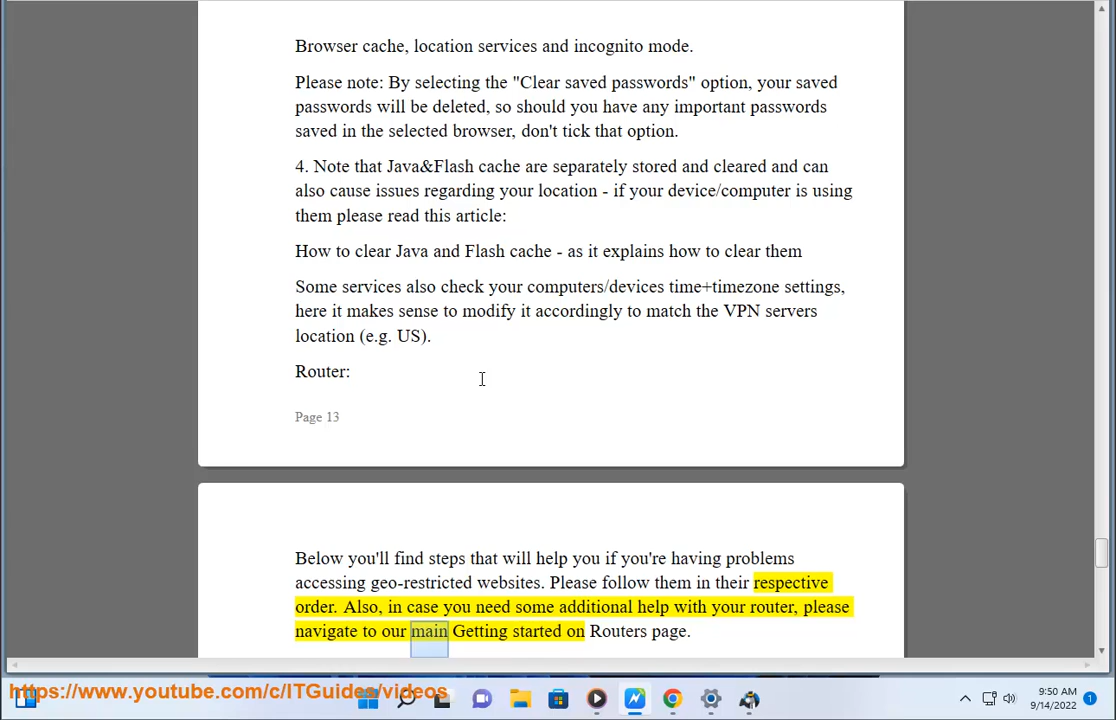 Browser cache, location services and incognito mode.
Please note: By selecting the "Clear saved passwords" option, your saved
passwords will be deleted, so should you have any important passwords
saved in the selected browser, don't tick that option.
4. Note that Java&Flash cache are separately stored and cleared and can
also cause issues regarding your location - if your device/computer is using
them please read this article:
How to clear Java and Flash cache - as it explains how to clear them
Some services also check your computers/devices time+timezone settings,
here it makes sense to modify it accordingly to match the VPN servers
location (e.g. US).
Router:
Page 13
Below you'll find steps that will help you if you're having problems
accessing geo-restricted websites. Please follow them in their respective
order. Also, in case you need some additional help with your router, please
navigate to our main Getting started on Routers page.
https://www.youtube.com/c/ITGuides/videos
9:50 AM
9/14/2022
1